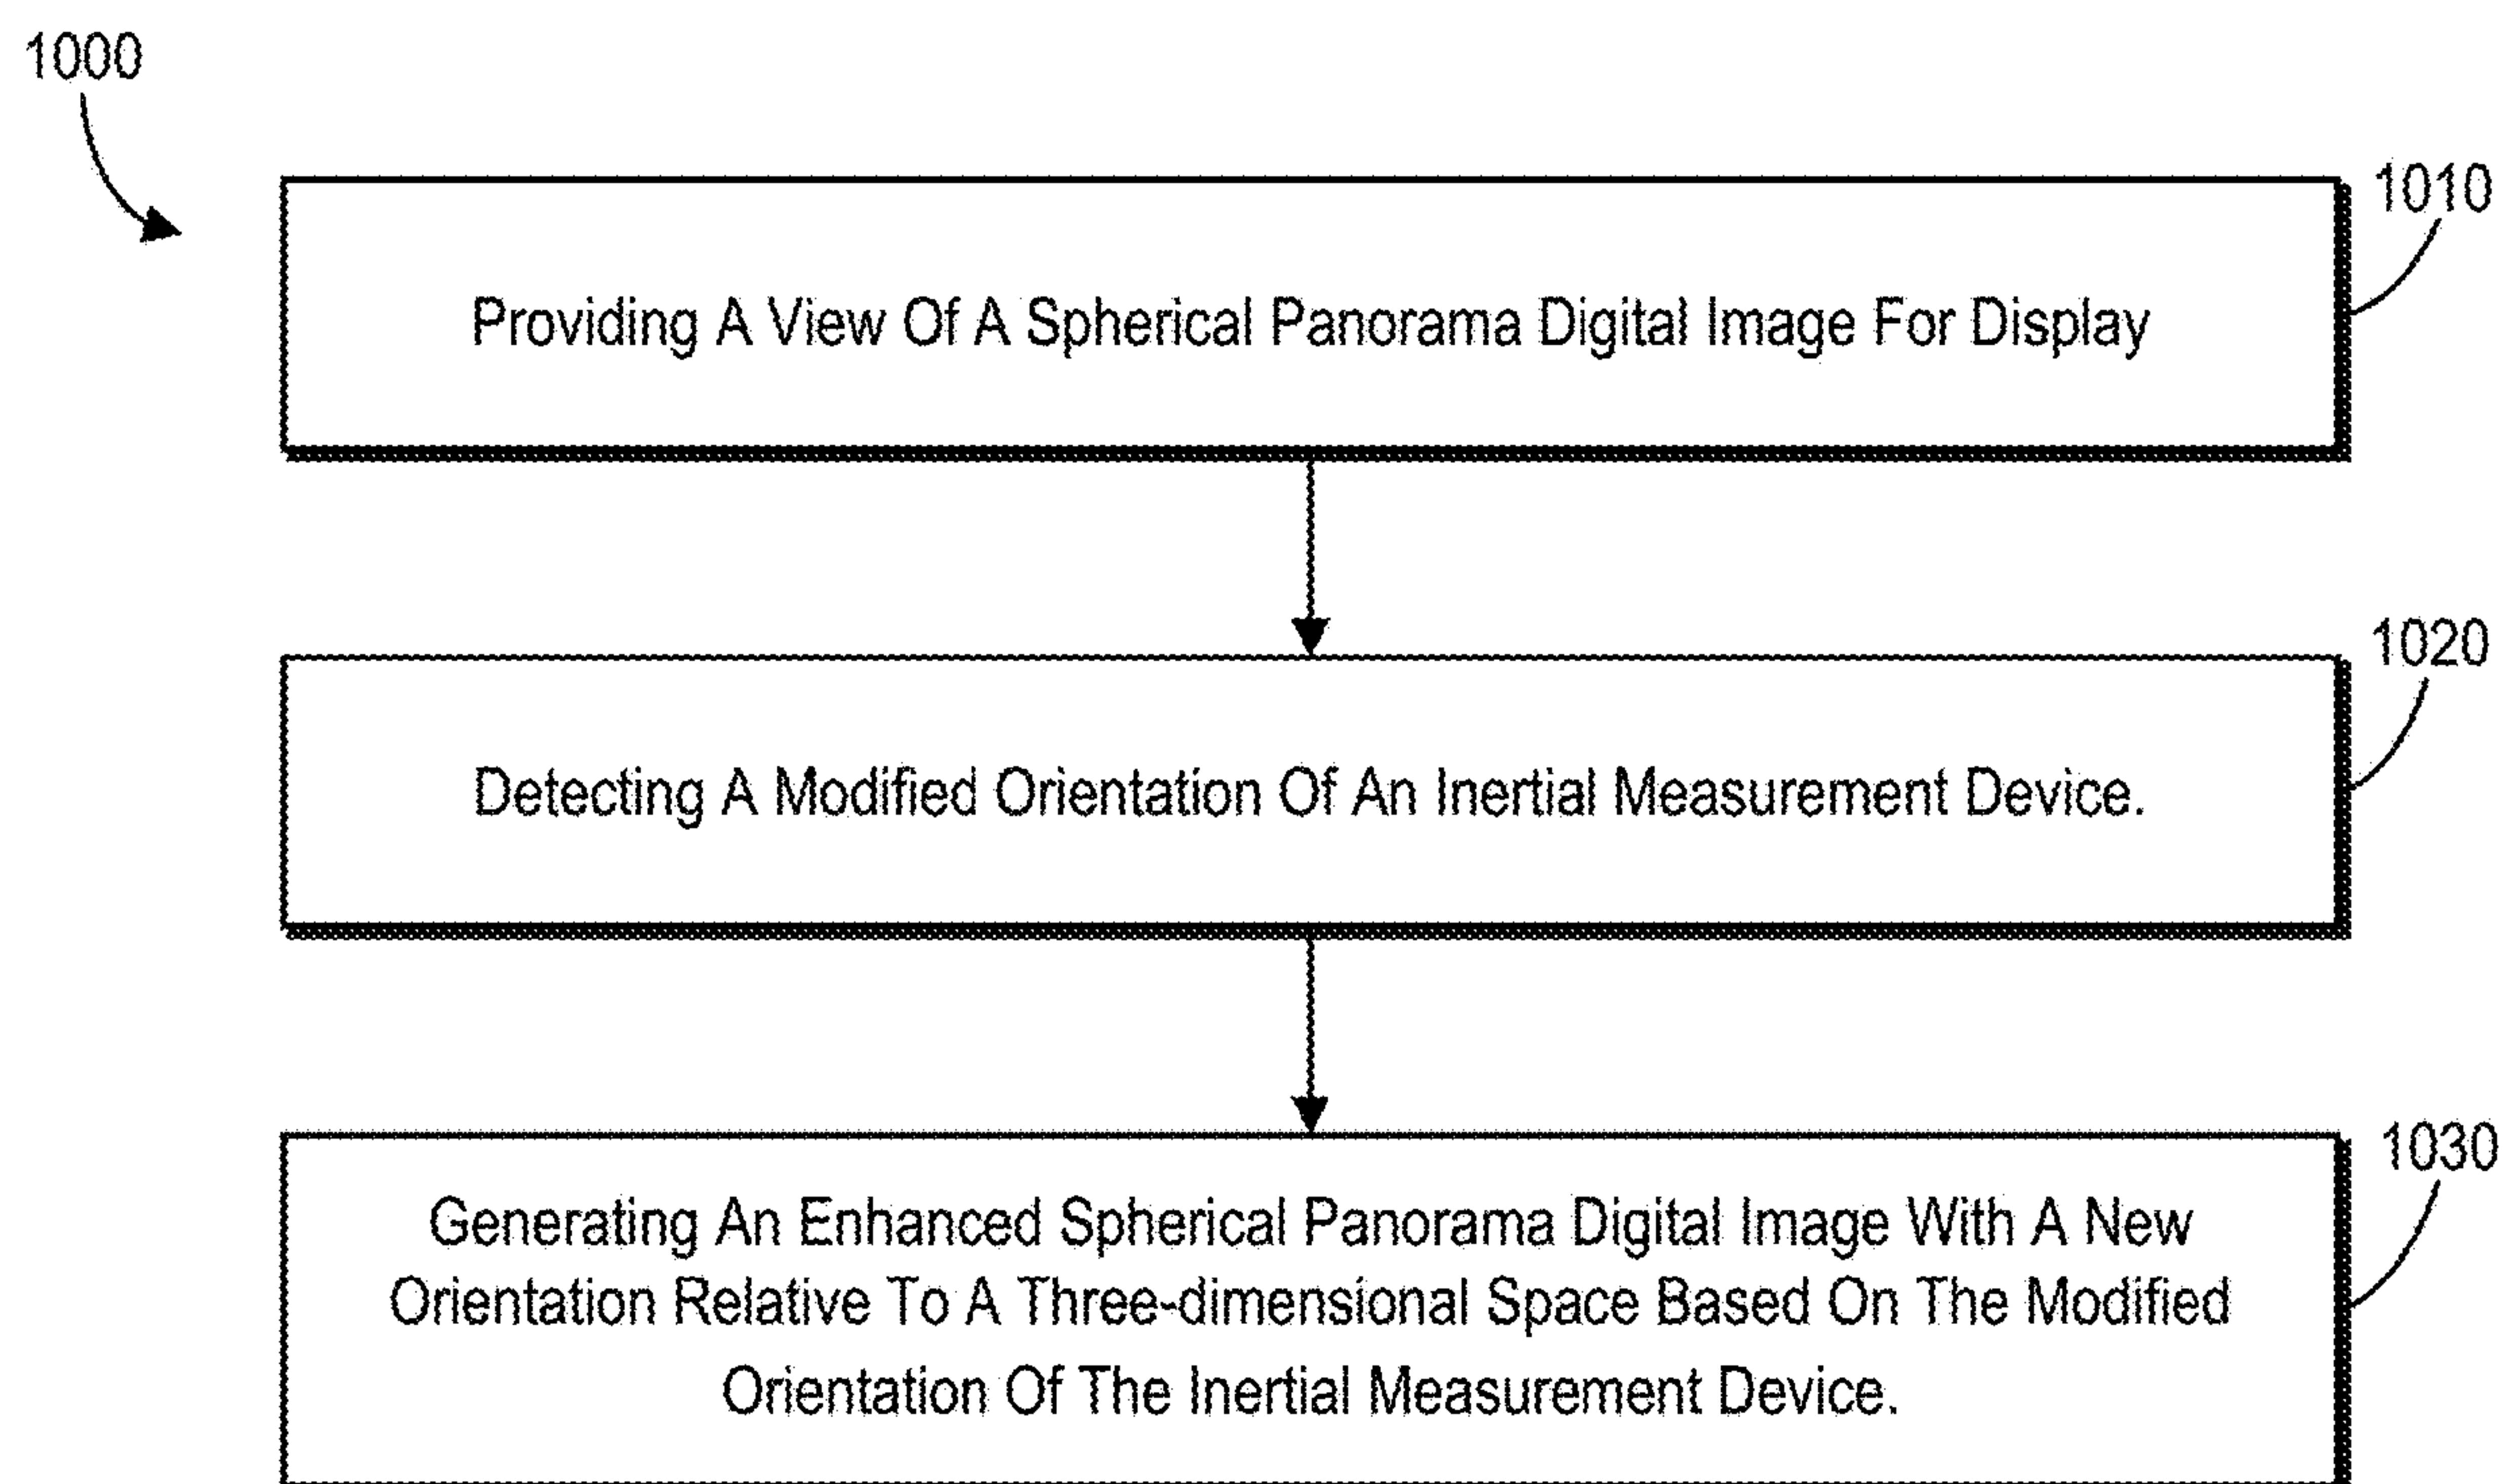 1000
1010
Providing A View Of A Spherical Panorama Digital Image For Display
1020
Detecting A Modified Orientation Of An Inertial Measurement Device.
1030
Generating An Enhanced Spherical Panorama Digital Image With A New
Orientation Relative To A Three-dimensional Space Based On The Modified
Orientation Of The Inertial Measurement Device.